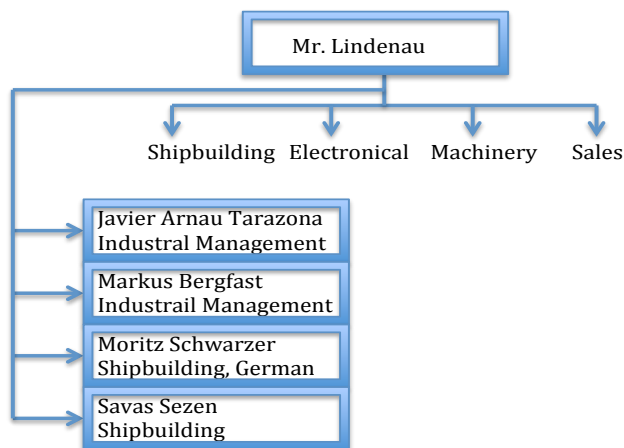 Mr. Lindenau
Shipbuilding Electronical Machinery Sales
Javier Arnau Tarazona
Industral Management
Markus Bergfast
Industrail Management
Moritz Schwarzer
Shipbuilding, German
Savas Sezen
Shipbuilding